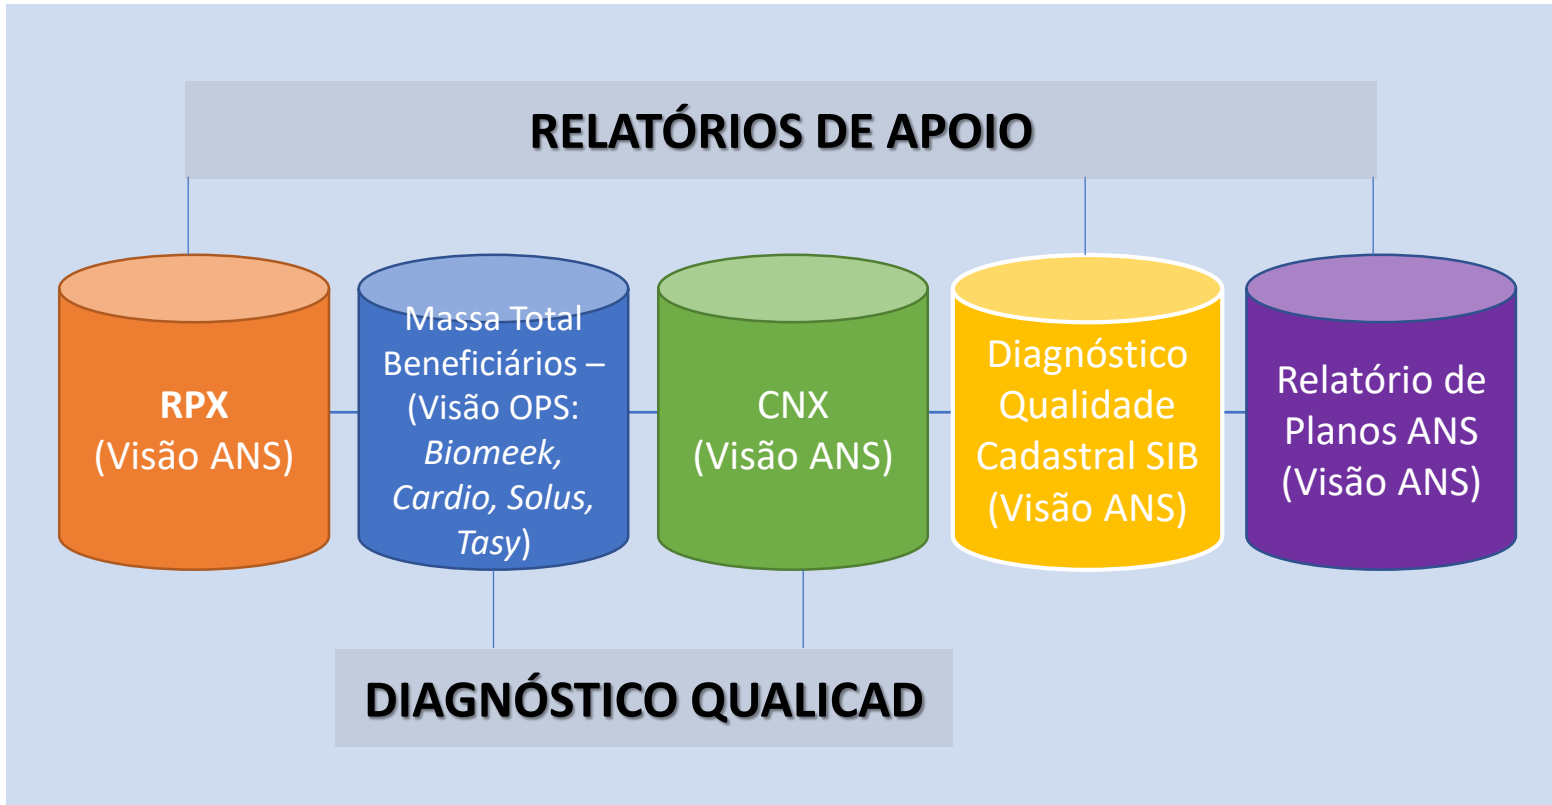 RELATÓRIOS DE APOIO
RPX
(Visão ANS)
Massa Total
Beneficiários –
(Visão OPS:
Biomeek,
Cardio, Solus,
Tasy)
CNX
(Visão ANS)
Diagnóstico
Qualidade
Cadastral SIB
(Visão ANS)
Relatório de
Planos ANS
(Visão ANS)
DIAGNÓSTICO QUALICAD